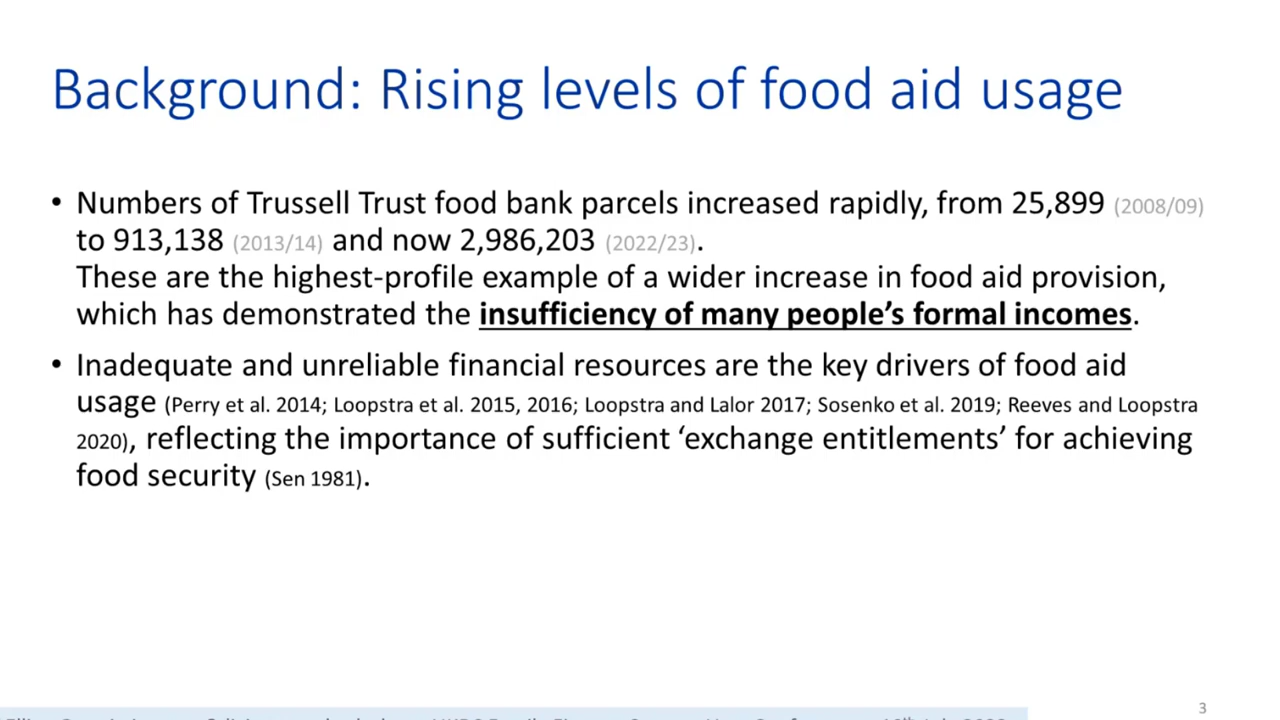 Background: Rising levels of food aid usage
• Numbers of Trussell Trust food bank parcels increased rapidly, from 25,899 (2008/09)
to 913,138 (2013/14) and now 2,986,203 (2022/23).
These are the highest-profile example of a wider increase in food aid provision,
which has demonstrated the insufficiency of many people’s formal incomes.
• Inadequate and unreliable financial resources are the key drivers of food aid
usage (Perry et al. 2014; Loopstra et al. 2015, 2016; Loopstra and Lalor 2017; Sosenko et al. 2019; Reeves and Loopstra
2020), reflecting the importance of sufficient ‘exchange entitlements’ for achieving
food security (Sen 1981).
3